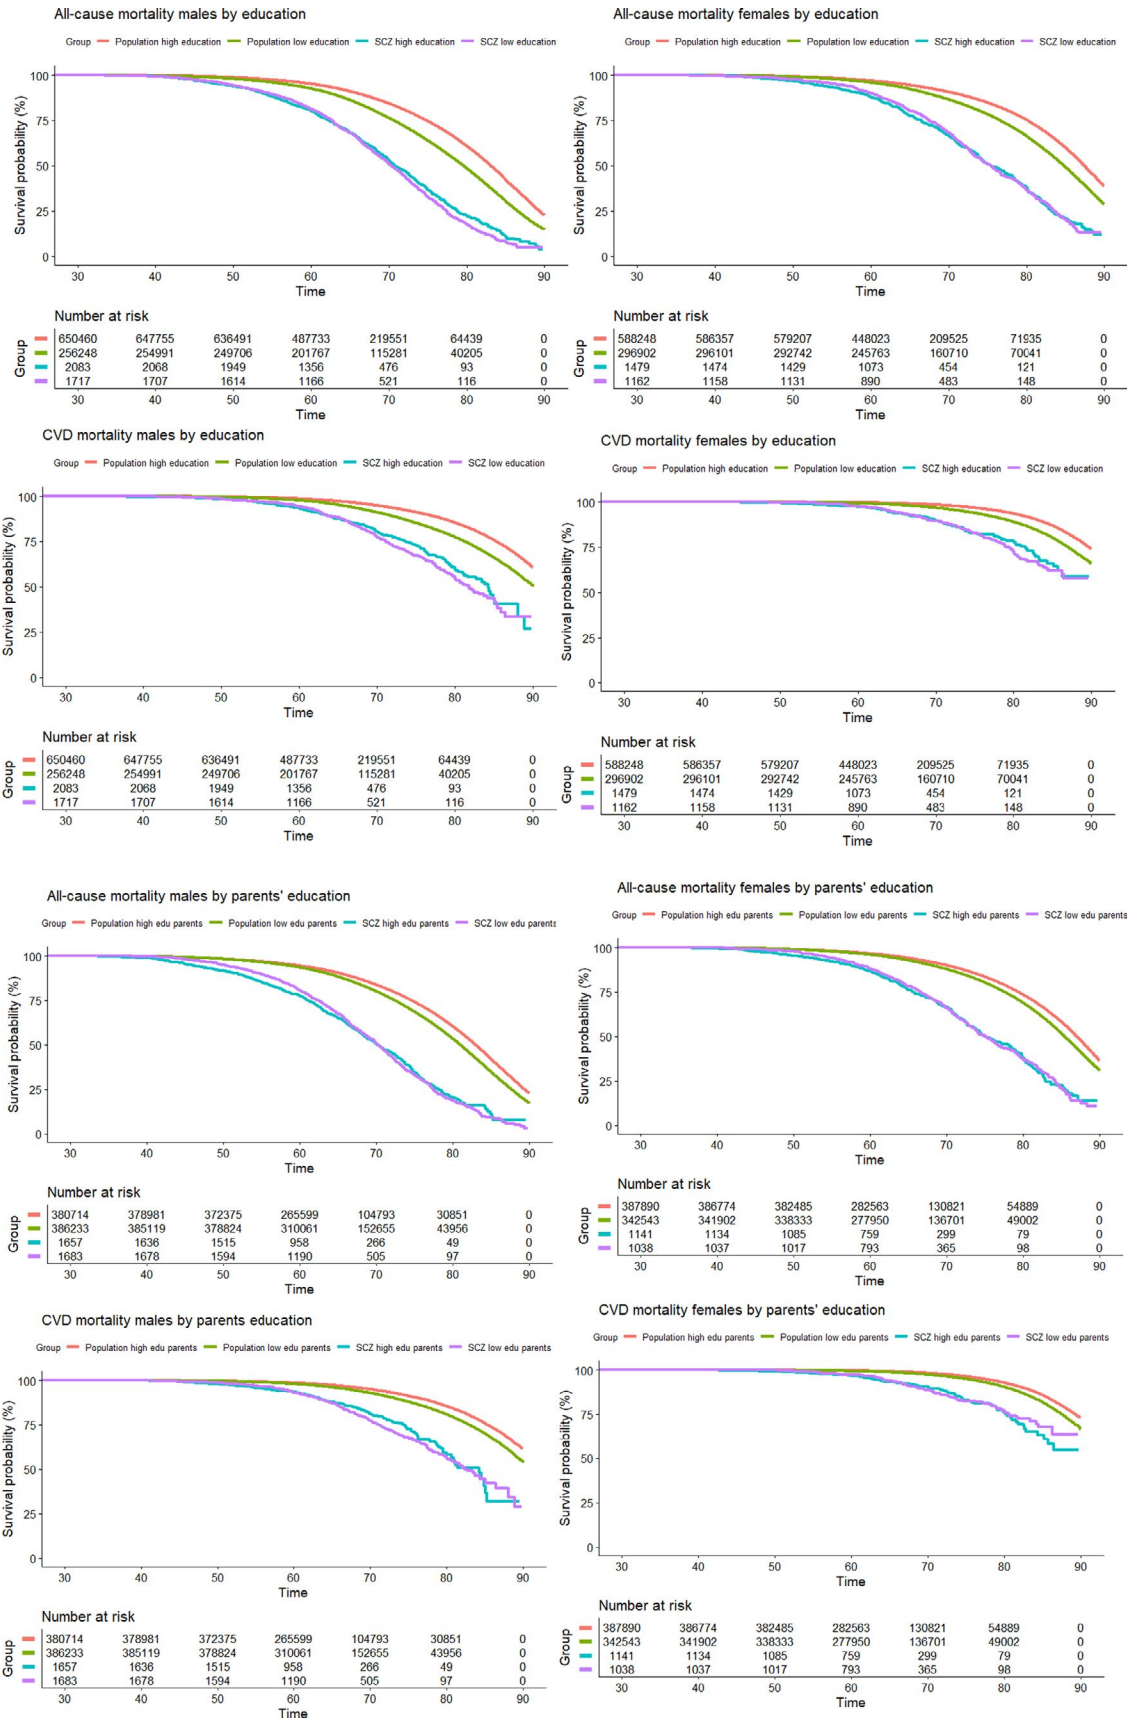 All-cause mortality males by education
Group Population high education Population low education SCZ high education SCZ low education
Survival probability (%)
100
75
50
25
0
30 40 50 60 70 80 90
Time
Number at risk
Group
650460 647755 636491 487733 219551 64439 0
256248 254991 249706 201767 115281 40205 0
2083 2068 1949 1356 476 93 0
1717 1707 1614 1166 521 116 0
30 40 50 60 70 80 90
Time
All-cause mortality females by education
Group Population high education Population low education SCZ high education SCZ low education
Survival probability (%)
100
75
50
25
0
30 40 50 60 70 80 90
Time
Number at risk
Group
588248 586357 579207 448023 209525 71935 0
296902 296101 292742 245763 160710 70041 0
1479 1474 1429 1073 454 121 0
1162 1158 1131 890 483 148 0
30 40 50 60 70 80 90
Time
CVD mortality males by education
Group Population high education Population low education SCZ high education SCZ low education
Survival probability (%)
100
75
50
25
0
30 40 50 60 70 80 90
Time
Number at risk
Group
650460 647755 636491 487733 219551 64439 0
256248 254991 249706 201767 115281 40205 0
2083 2068 1949 1356 476 93 0
1717 1707 1614 1166 521 116 0
30 40 50 60 70 80 90
Time
CVD mortality females by education
Group Population high education Population low education SCZ high education SCZ low education
Survival probability (%)
100
75
50
25
0
30 40 50 60 70 80 90
Time
Number at risk
Group
588248 586357 579207 448023 209525 71935 0
296902 296101 292742 245763 160710 70041 0
1479 1474 1429 1073 454 121 0
1162 1158 1131 890 483 148 0
30 40 50 60 70 80 90
Time
All-cause mortality males by parents' education
Group Population high edu parents Population low edu parents SCZ high edu parents SCZ low edu parents
Survival probability (%)
100
75
50
25
0
30 40 50 60 70 80 90
Time
Number at risk
Group
380714 378981 372375 265599 104793 30851 0
386233 385119 378824 310061 152655 43956 0
1657 1636 1515 958 266 49 0
1683 1678 1594 1190 505 97 0
30 40 50 60 70 80 90
Time
All-cause mortality females by parents' education
Group Population high edu parents Population low edu parents SCZ high edu parents SCZ low edu parents
Survival probability (%)
100
75
50
25
0
30 40 50 60 70 80 90
Time
Number at risk
Group
387890 386774 382485 282563 130821 54889 0
342543 341902 338333 277950 136701 49002 0
1141 1134 1085 759 299 79 0
1038 1037 1017 793 365 98 0
30 40 50 60 70 80 90
Time
CVD mortality males by parents education
Group Population high edu parents Population low edu parents SCZ high edu parents SCZ low edu parents
Survival probability (%)
100
75
50
25
0
30 40 50 60 70 80 90
Time
Number at risk
Group
380714 378981 372375 265599 104793 30851 0
386233 385119 378824 310061 152655 43956 0
1657 1636 1515 958 266 49 0
1683 1678 1594 1190 505 97 0
30 40 50 60 70 80 90
Time
CVD mortality females by parents' education
Group Population high edu parents Population low edu parents SCZ high edu parents SCZ low edu parents
Survival probability (%)
100
75
50
25
0
30 40 50 60 70 80 90
Time
Number at risk
Group
387890 386774 382485 282563 130821 54889 0
342543 341902 338333 277950 136701 49002 0
1141 1134 1085 759 299 79 0
1038 1037 1017 793 365 98 0
30 40 50 60 70 80 90
Time